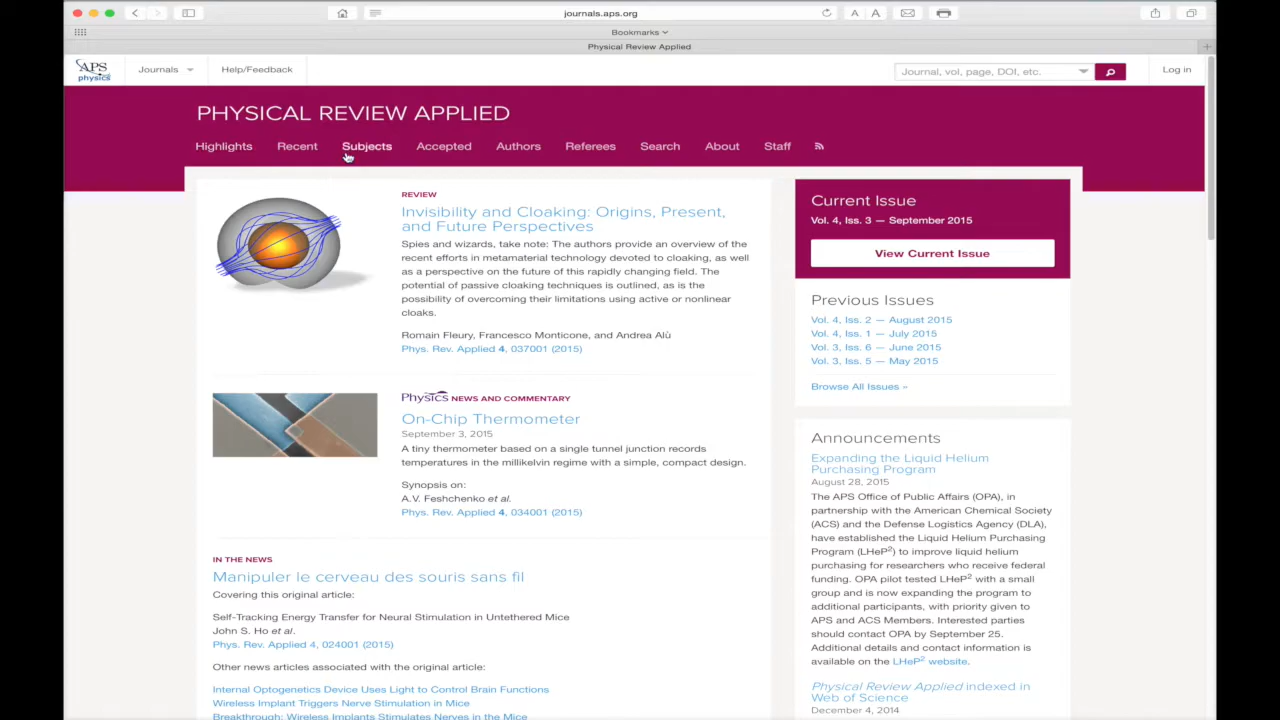 journals.aps.org
A A
Bookmarks
Physical Review Applied
APS
physics
Journals
Help/Feedback
Journal, vol, page, DOI, etc.
Log in
PHYSICAL REVIEW APPLIED
Highlights Recent Subjects Accepted Authors Referees Search About Staff
REVIEW
Invisibility and Cloaking: Origins, Present,
and Future Perspectives
Spies and wizards, take note: The authors provide an overview of the
recent efforts in metamaterial technology devoted to cloaking, as well
as a perspective on the future of this rapidly changing field. The
potential of passive cloaking techniques is outlined, as is the
possibility of overcoming their limitations using active or nonlinear
cloaks.
Romain Fleury, Francesco Monticone, and Andrea Alù
Phys. Rev. Applied 4, 037001 (2015)
Physics NEWS AND COMMENTARY
On-Chip Thermometer
September 3, 2015
A tiny thermometer based on a single tunnel junction records
temperatures in the millikelvin regime with a simple, compact design.
Synopsis on:
A.V. Feshchenko et al.
Phys. Rev. Applied 4, 034001 (2015)
IN THE NEWS
Manipuler le cerveau des souris sans fil
Covering this original article:
Self-Tracking Energy Transfer for Neural Stimulation in Untethered Mice
John S. Ho et al.
Phys. Rev. Applied 4, 024001 (2015)
Other news articles associated with the original article:
Internal Optogenetics Device Uses Light to Control Brain Functions
Wireless Implant Triggers Nerve Stimulation in Mice
Breakthrough: Wireless Implants Stimulates Nerves in the Mice
Current Issue
Vol. 4, Iss. 3 — September 2015
View Current Issue
Previous Issues
Vol. 4, Iss. 2 — August 2015
Vol. 4, Iss. 1 — July 2015
Vol. 3, Iss. 6 — June 2015
Vol. 3, Iss. 5 — May 2015
Browse All Issues »
Announcements
Expanding the Liquid Helium
Purchasing Program
August 28, 2015
The APS Office of Public Affairs (OPA), in
partnership with the American Chemical Society
(ACS) and the Defense Logistics Agency (DLA),
have established the Liquid Helium Purchasing
Program (LHeP²) to improve liquid helium
purchasing for researchers who receive federal
funding. OPA pilot tested LHeP² with a small
group and is now expanding the program to
additional participants, with priority given to
APS and ACS Members. Interested parties
should contact OPA by September 25.
Additional details and contact information is
available on the LHeP² website.
Physical Review Applied indexed in
Web of Science
December 4, 2014